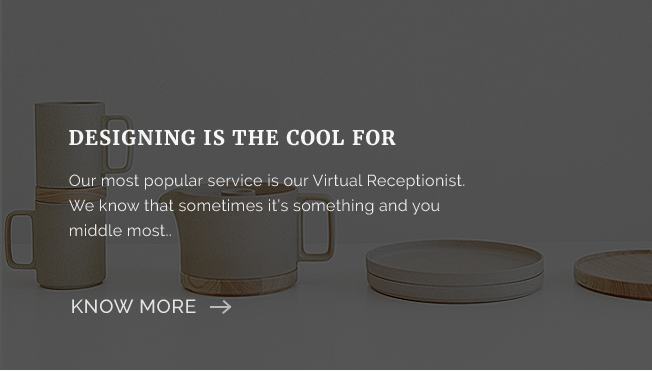 DESIGNING IS THE COOL FOR
Our most popular service is our Virtual Receptionist.
We know that sometimes it's something and you
middle most..
KNOW MORE